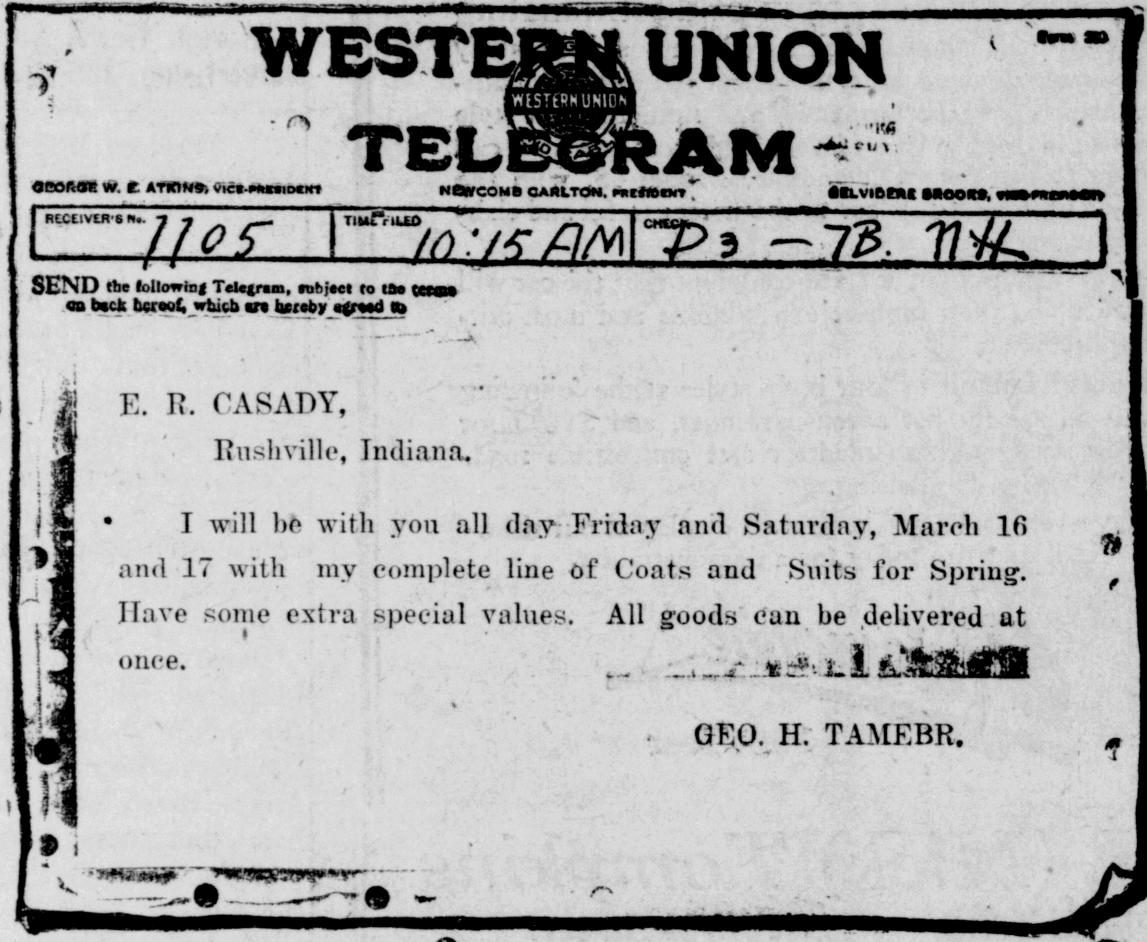 WESTERN UNION
WESTERN UNION
TELEGRAM
GEORGE W. E. ATKINS, VICE-PRESIDENT NEWCOMB CARLTON, PRESIDENT BELVIDERE BROOKS, VICE-PRESIDENT
RECEIVER'S No. 1105 TIME FILED 10:15 AM CHECK D3 — 7B. NH
SEND the following Telegram, subject to the terms
on back hereof, which are hereby agreed to
E. R. CASADY,
Rushville, Indiana.
I will be with you all day Friday and Saturday, March 16
and 17 with my complete line of Coats and Suits for Spring.
Have some extra special values. All goods can be delivered at
once.
GEO. H. TAMEBR.